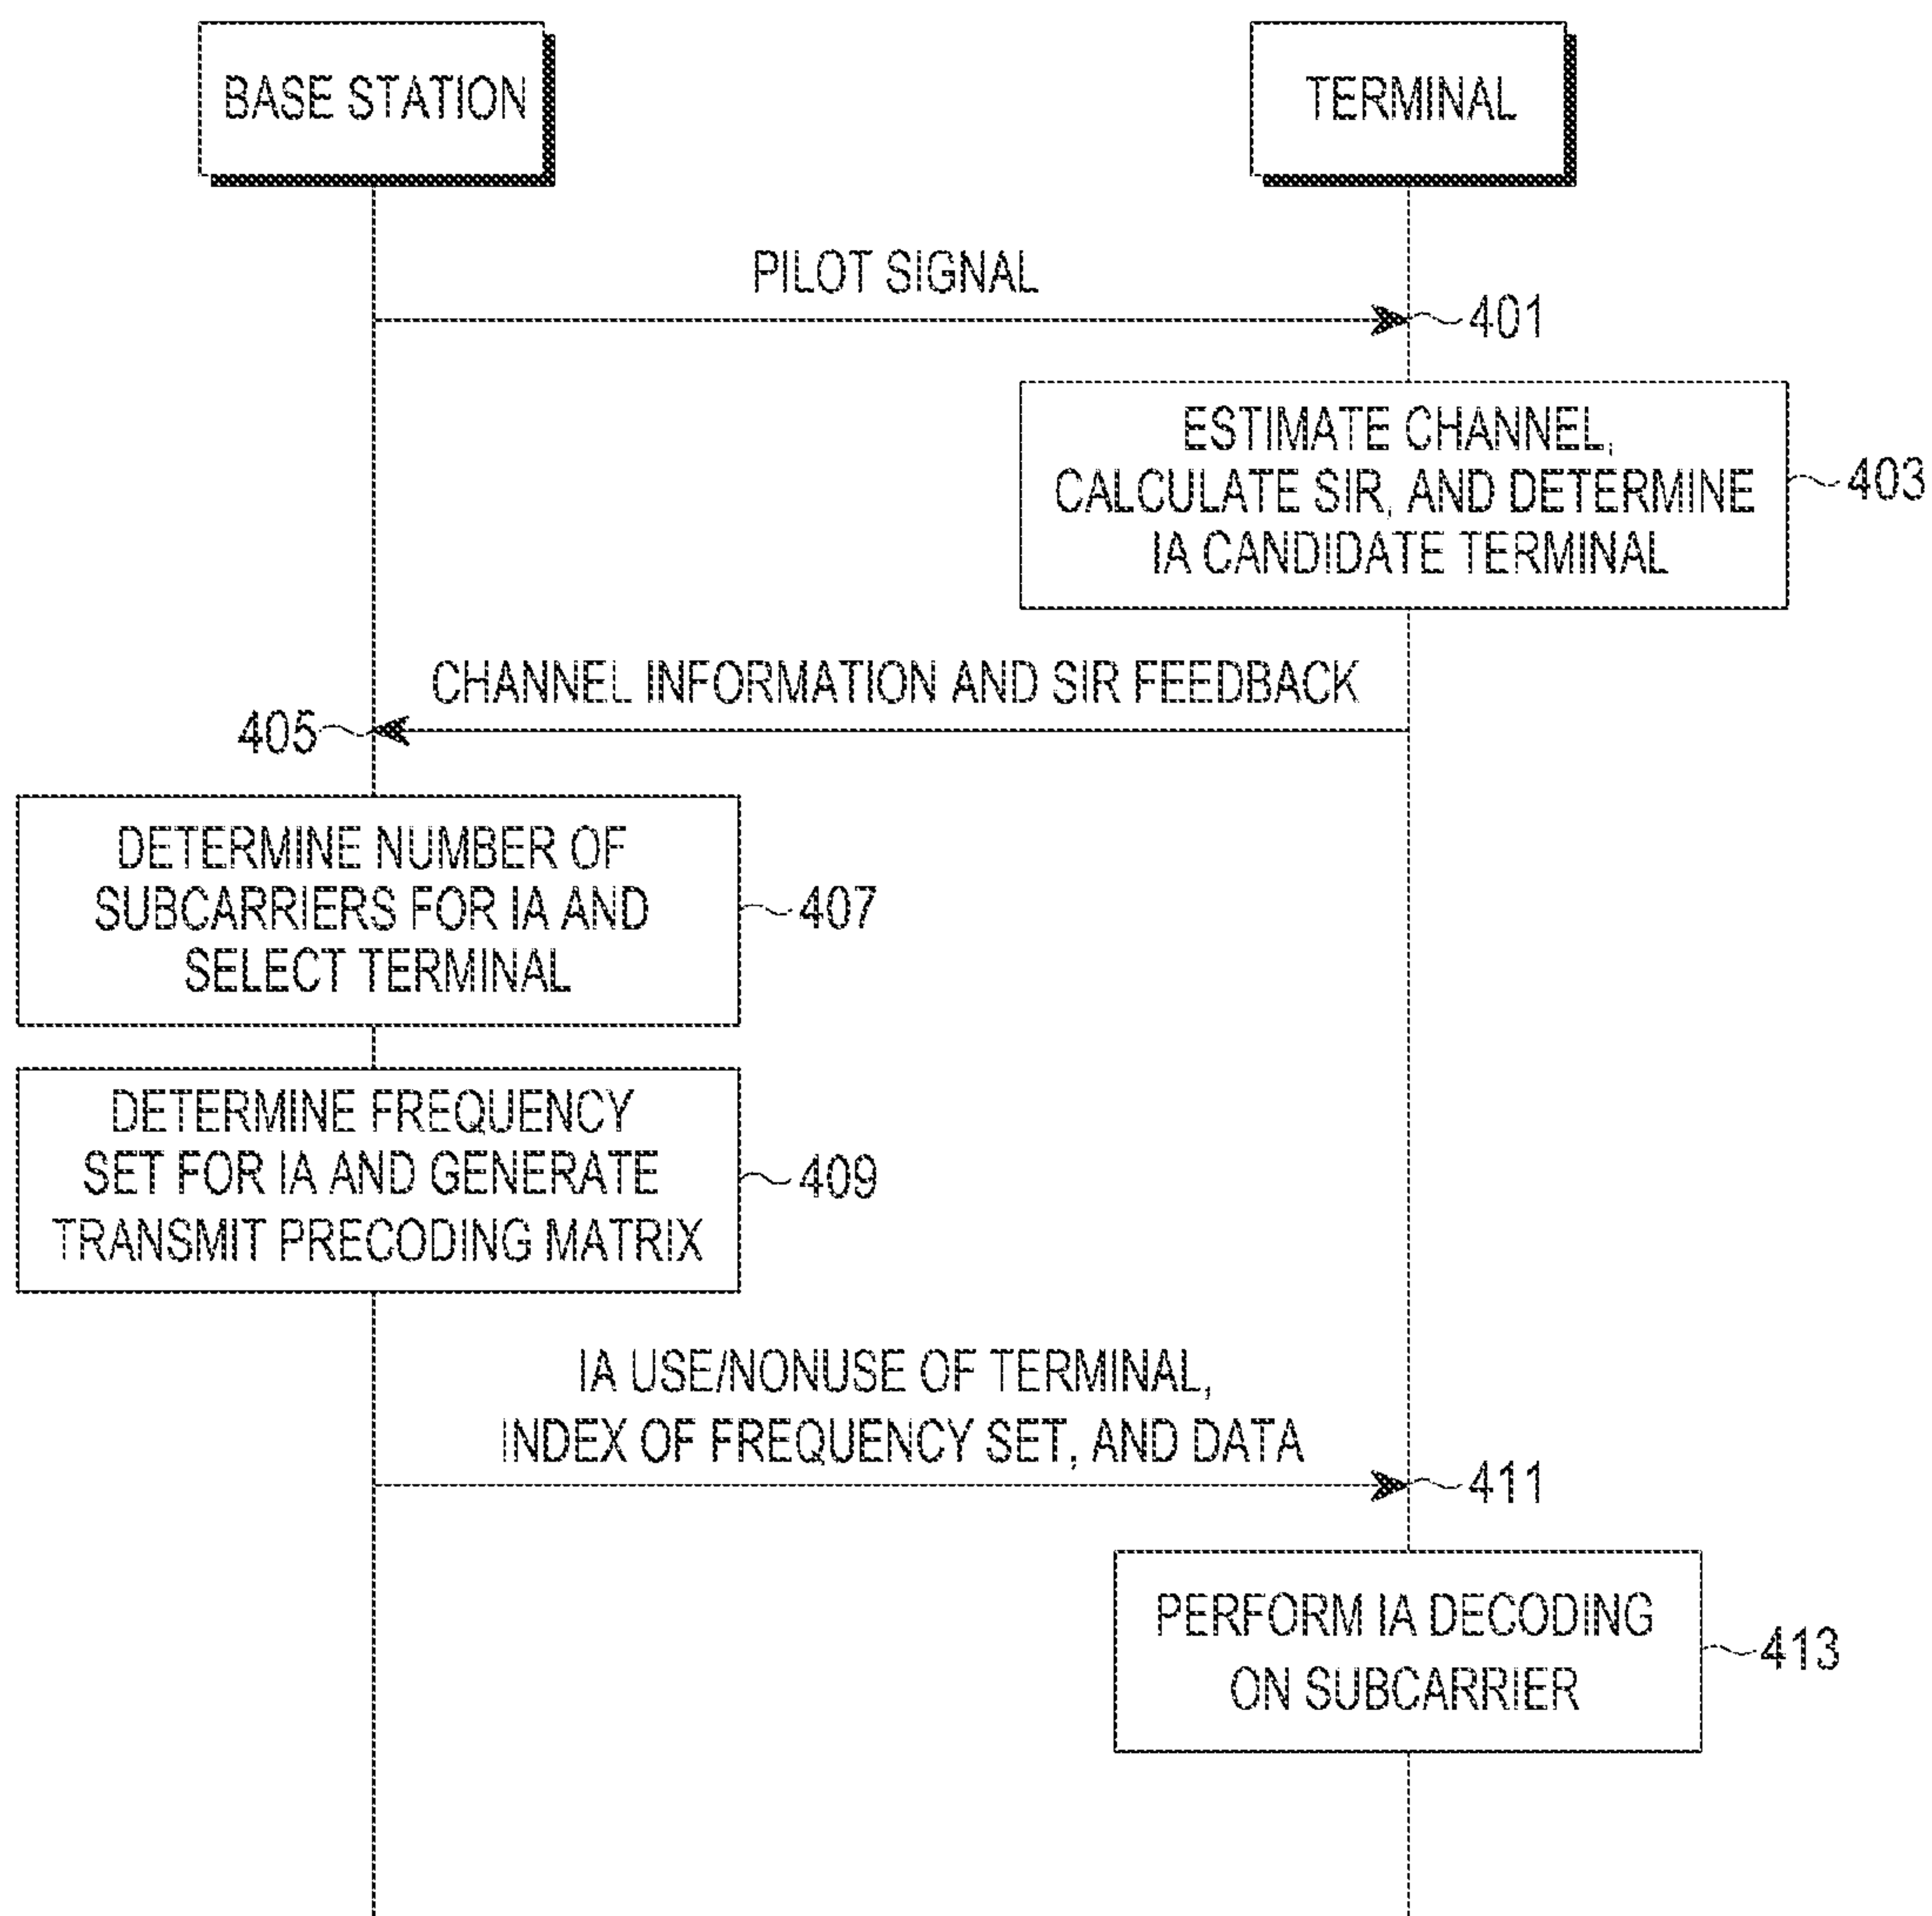 BASE STATION
TERMINAL
PILOT SIGNAL
401
ESTIMATE CHANNEL,
CALCULATE SIR, AND DETERMINE
IA CANDIDATE TERMINAL
403
CHANNEL INFORMATION AND SIR FEEDBACK
405
DETERMINE NUMBER OF
SUBCARRIERS FOR IA AND
SELECT TERMINAL
407
DETERMINE FREQUENCY
SET FOR IA AND GENERATE
TRANSMIT PRECODING MATRIX
409
IA USE/NONUSE OF TERMINAL,
INDEX OF FREQUENCY SET, AND DATA
411
PERFORM IA DECODING
ON SUBCARRIER
413